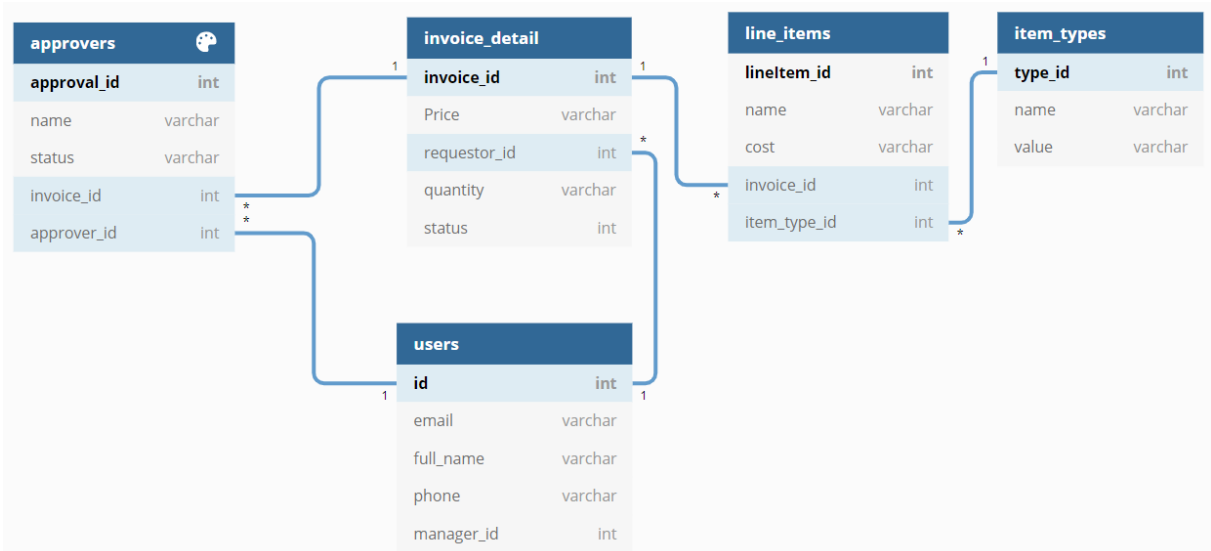 approvers
approval_id int
name varchar
status varchar
invoice_id int
approver_id int
*
*
1
invoice_detail
invoice_id int
Price varchar
requestor_id int
quantity varchar
status int
1
*
line_items
lineItem_id int
name varchar
cost varchar
invoice_id int
item_type_id int
*
*
1
item_types
type_id int
name varchar
value varchar
users
id int
email varchar
full_name varchar
phone varchar
manager_id int
1
1